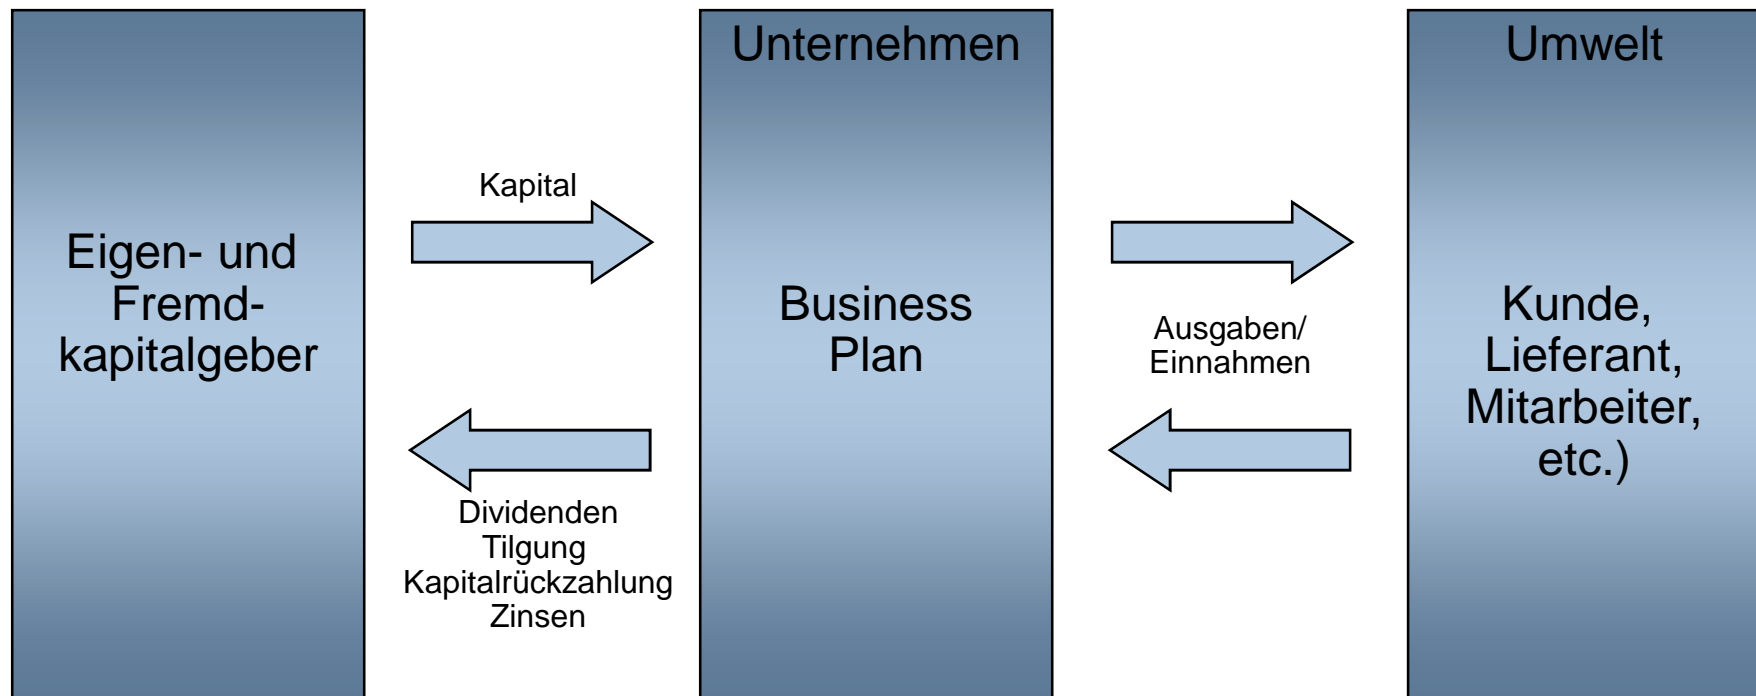 Eigen- und
Fremd-
kapitalgeber
Kapital
Dividenden
Tilgung
Kapitalrückzahlung
Zinsen
Unternehmen
Business
Plan
Ausgaben/
Einnahmen
Umwelt
Kunde,
Lieferant,
Mitarbeiter,
etc.)